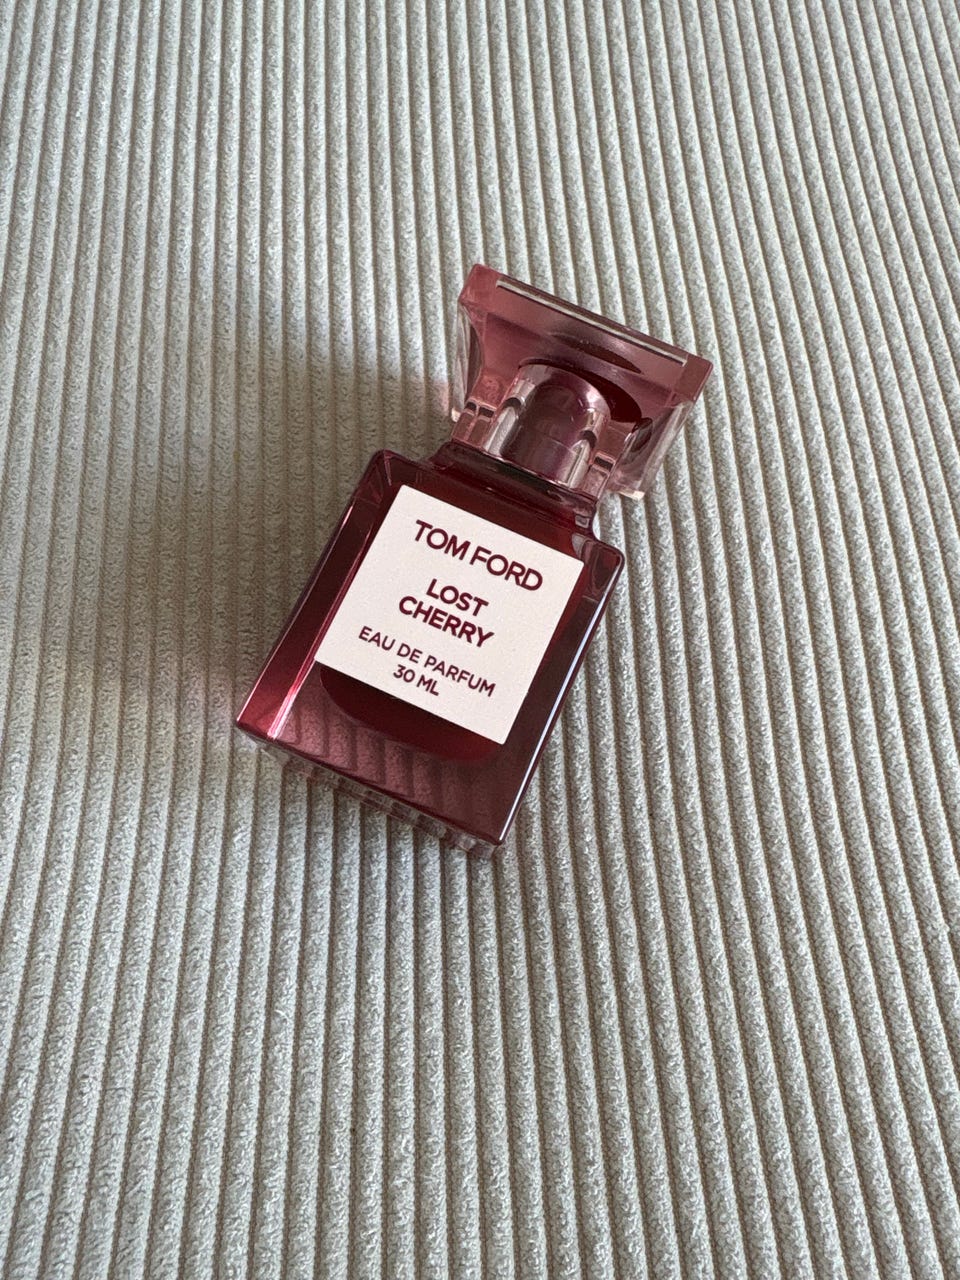 TOM FORD
LOST
CHERRY
EAU DE PARFUM
30 ML